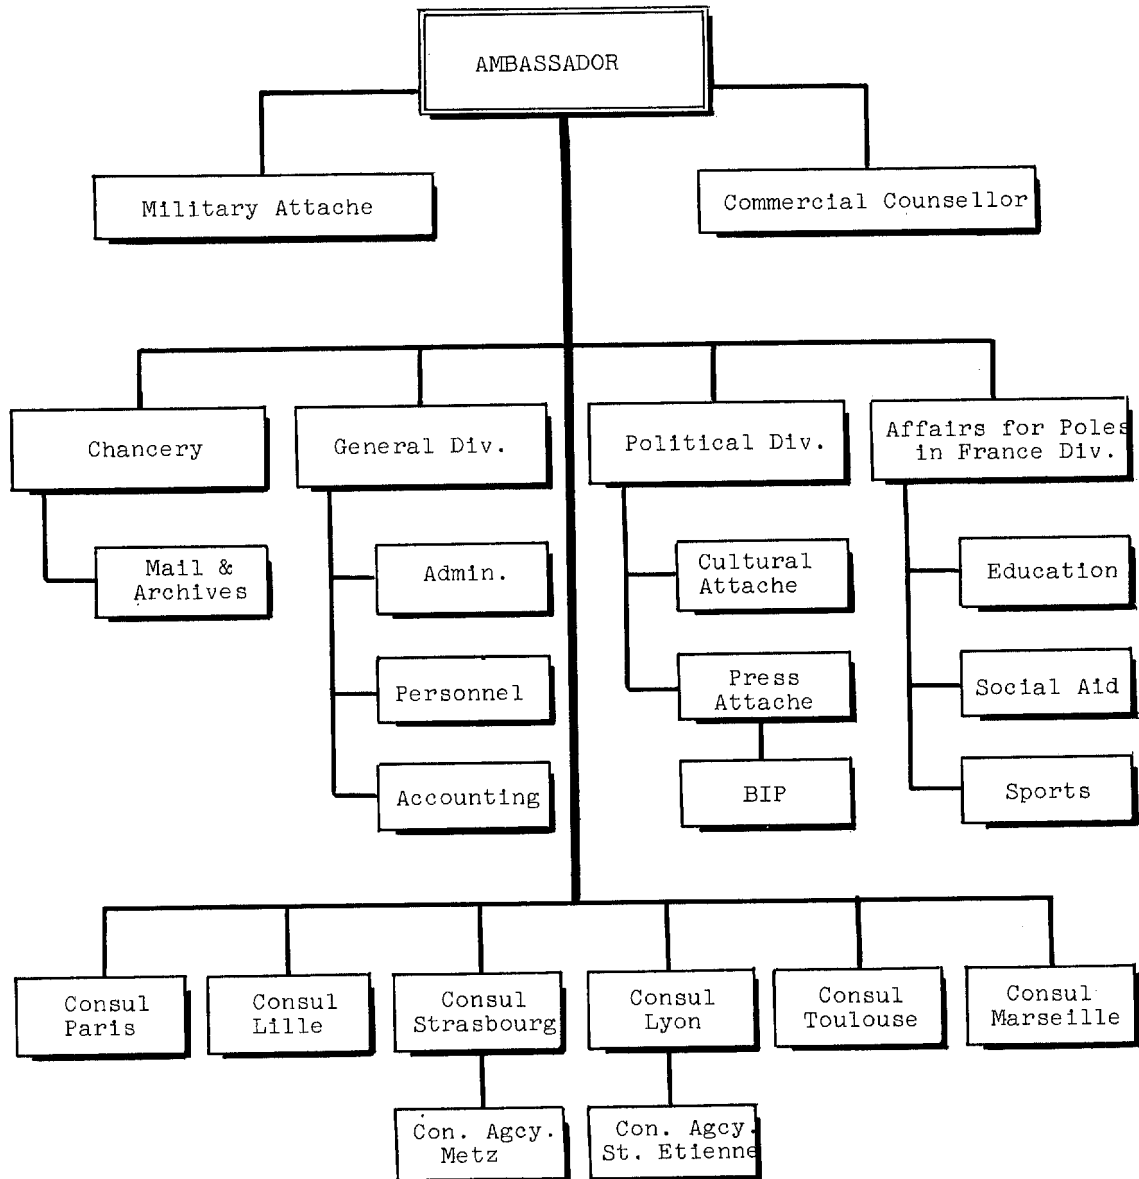 AMBASSADOR
Military Attache
Commercial Counsellor
Chancery
General Div.
Political Div.
Affairs for Poles
in France Div.
Mail &
Archives
Admin.
Cultural
Attache
Education
Personnel
Press
Attache
Social Aid
Accounting
BIP
Sports
Consul
Paris
Consul
Lille
Consul
Strasbourg
Consul
Lyon
Consul
Toulouse
Consul
Marseille
Con. Agcy.
Metz
Con. Agcy.
St. Etienne